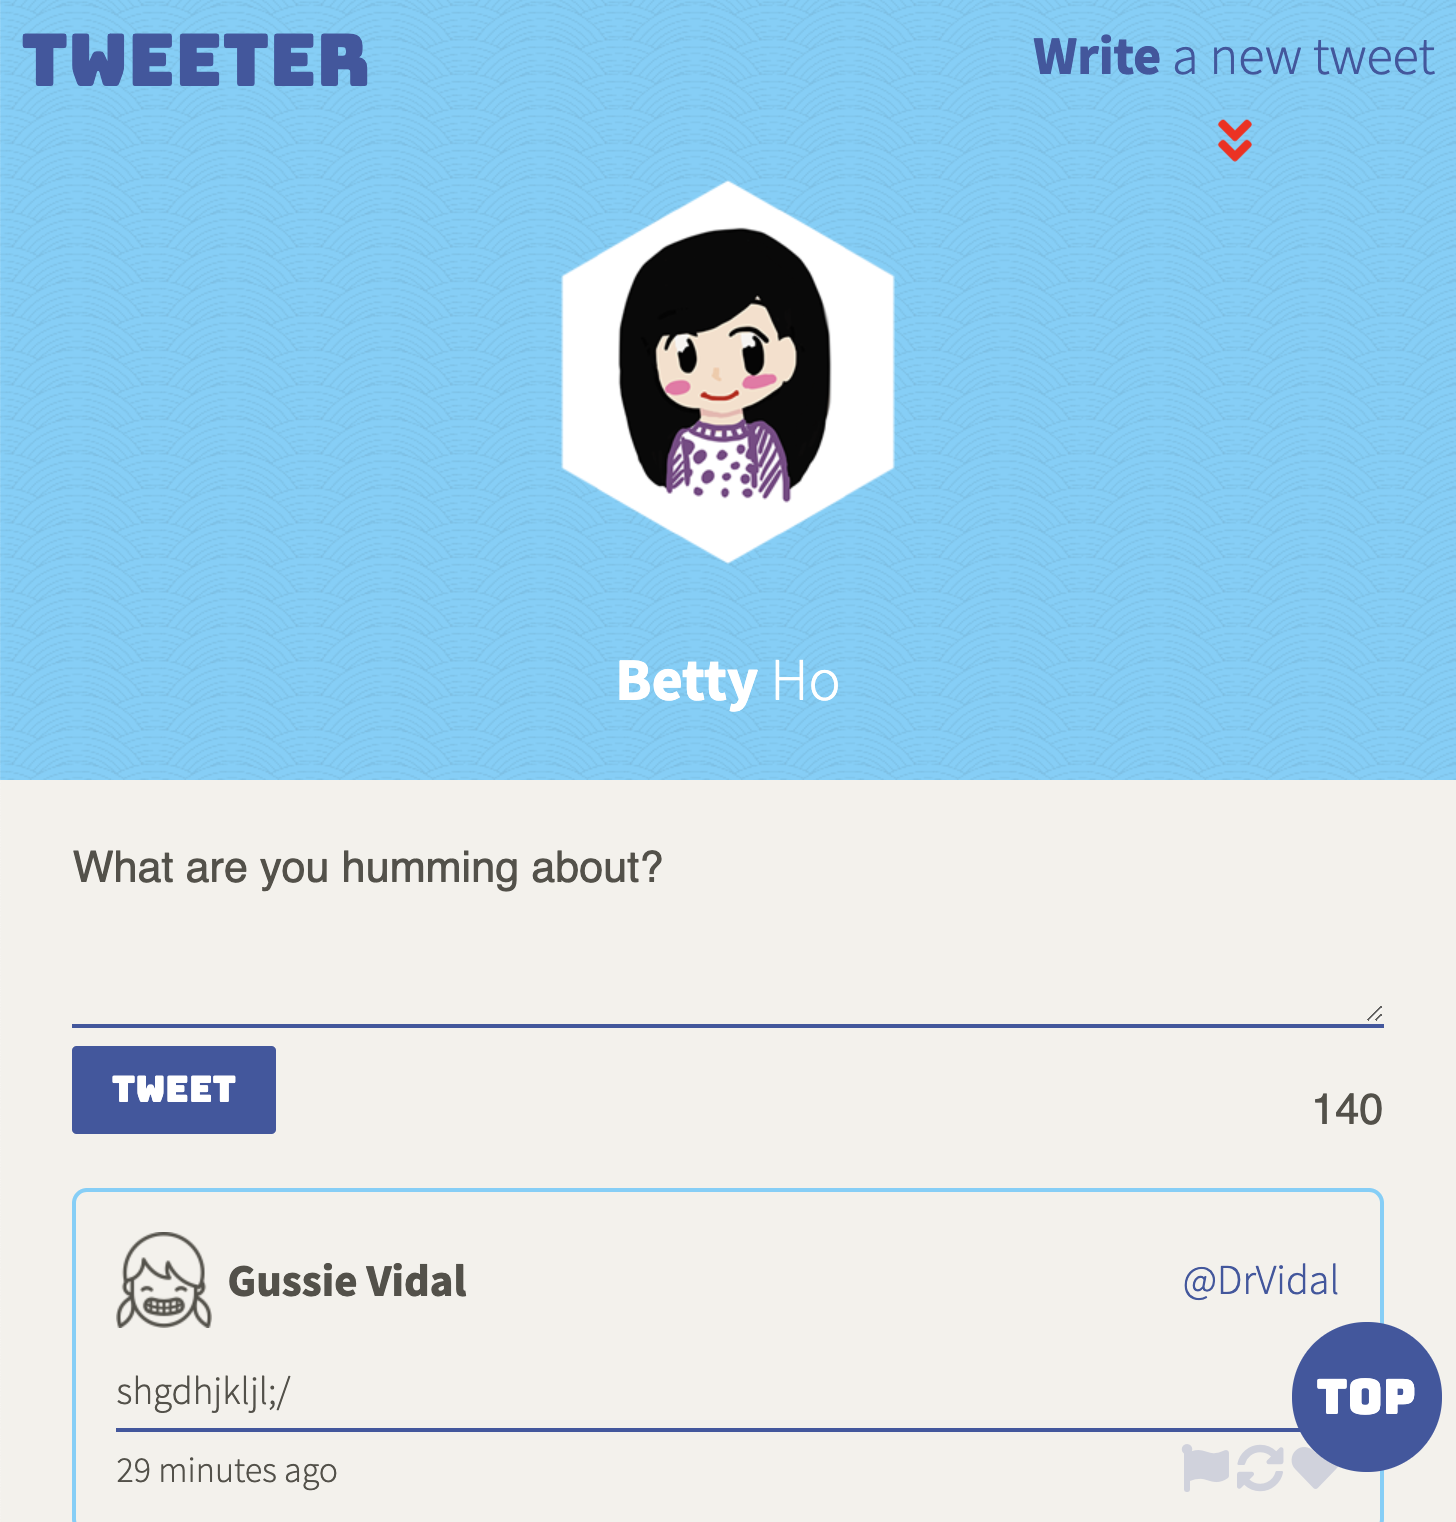 TWEETER
Write a new tweet
Betty Ho
What are you humming about?
TWEET
140
Gussie Vidal
@DrVidal
shgdhjkljl;/
TOP
29 minutes ago